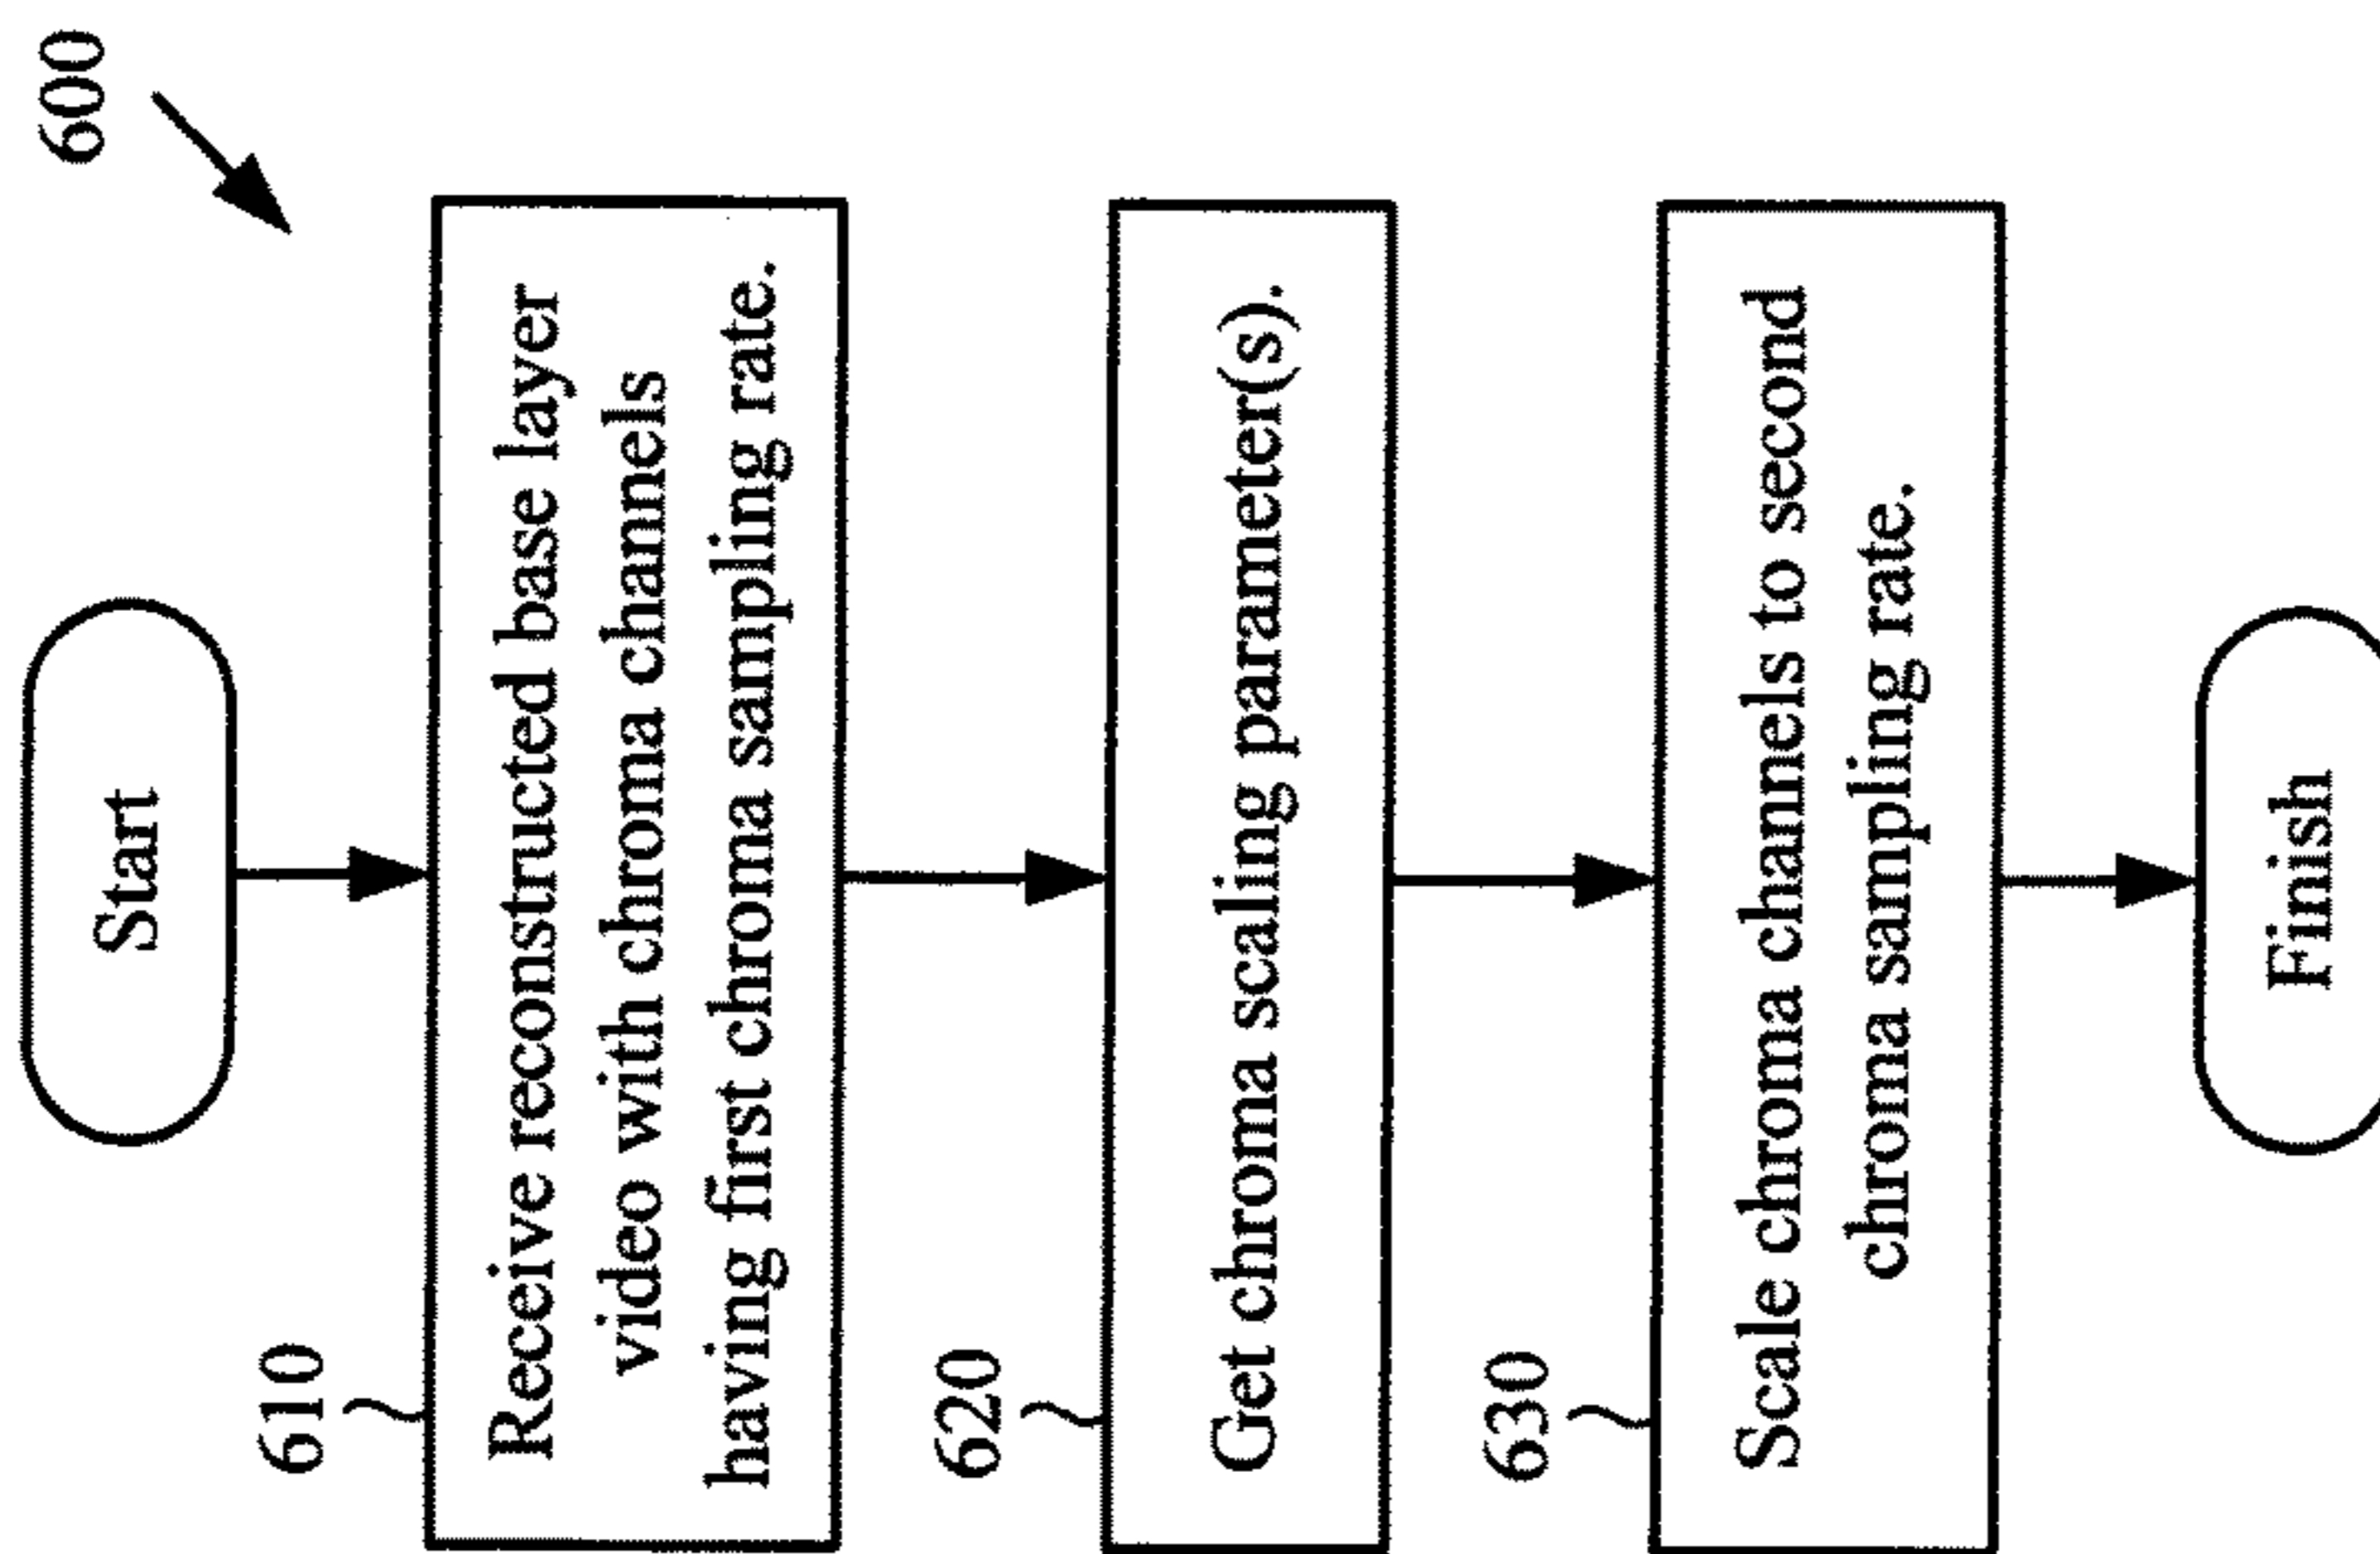 600
Start
610
Receive reconstructed base layer
video with chroma channels
having first chroma sampling rate.
620
Get chroma scaling parameter(s).
630
Scale chroma channels to second
chroma sampling rate.
Finish